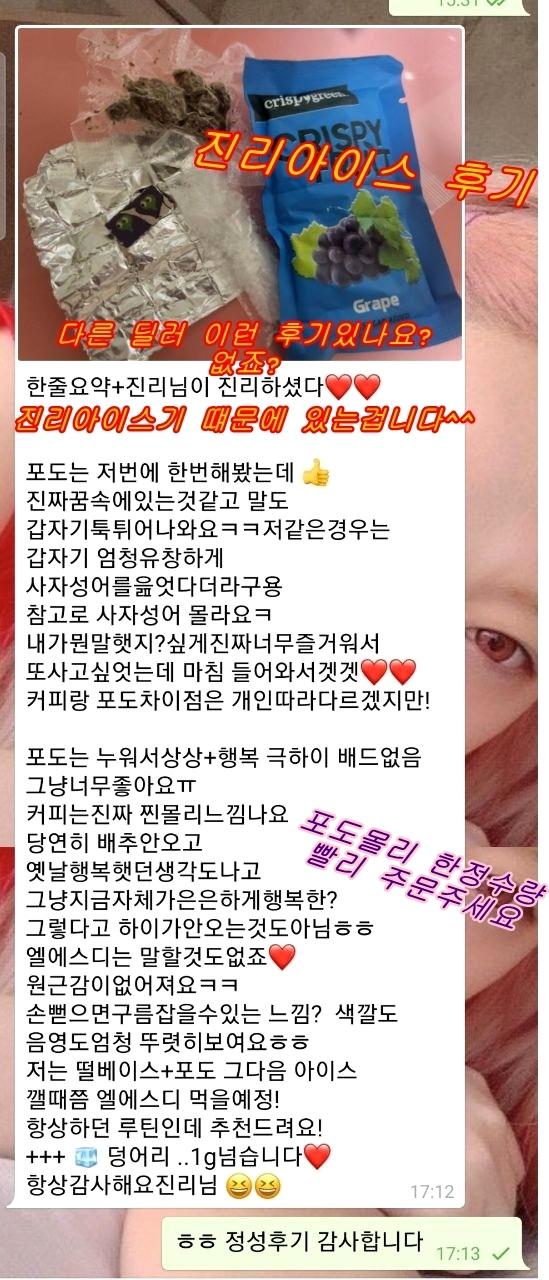 15:31
crispygreen
CRISPY
FRUIT
진리아이스 후기
Grape
다른 딜러 이런 후기있나요?
없죠?
한줄요약+진리님이 진리하셨다❤️❤️
진리아이스기 떄문에 있는겁니다^^
포도는 저번에 한번해봤는데 👍
진짜꿈속에있는것같고 말도
갑자기툭튀어나와요ㅋㅋ저같은경우는
갑자기 엄청유창하게
사자성어를읊엇다더라구용
참고로 사자성어 몰라요ㅋ
내가뭔말햇지?싶게진짜너무즐거워서
또사고싶엇는데 마침 들어와서겟겟❤️❤️
커피랑 포도차이점은 개인따라다르겠지만!
포도는 누워서상상+행복 극하이 배드없음
그냥너무좋아요ㅠ
커피는진짜 찐몰리느낌나요
당연히 배추안오고
옛날행복햇던생각도나고
그냥지금자체가은은하게행복한?
그렇다고 하이가안오는것도아님ㅎㅎ
포도몰리 한정수량
빨리 주문주세요
엘에스디는 말할것도없죠❤️
원근감이없어져요ㅋㅋ
손뻗으면구름잡을수있는 느낌? 색깔도
음영도엄청 뚜렷히보여요ㅎㅎ
저는 떨베이스+포도 그다음 아이스
깰때쯤 엘에스디 먹을예정!
항상하던 루틴인데 추천드려요!
+++ 🧊 덩어리 ..1g넘습니다❤️
항상감사해요진리님 😆😆
17:12
ㅎㅎ 정성후기 감사합니다
17:13